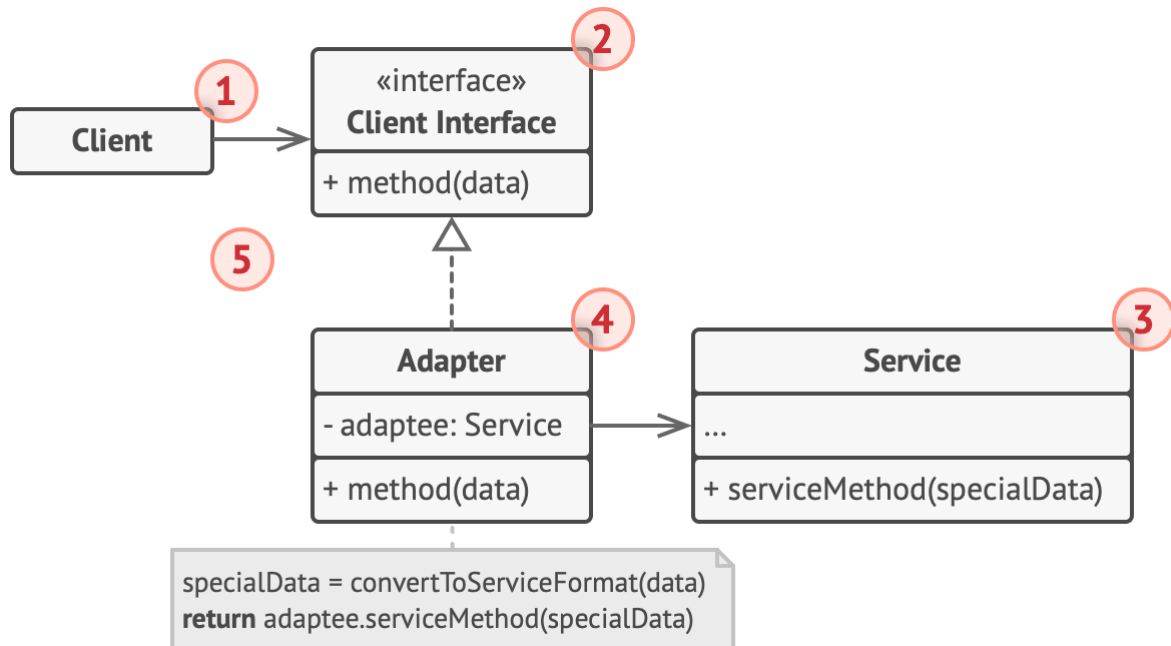 1
Client
2
«interface»
Client Interface
+ method(data)
5
4
Adapter
- adaptee: Service
+ method(data)
3
Service
...
+ serviceMethod(specialData)
specialData = convertToServiceFormat(data)
return adaptee.serviceMethod(specialData)